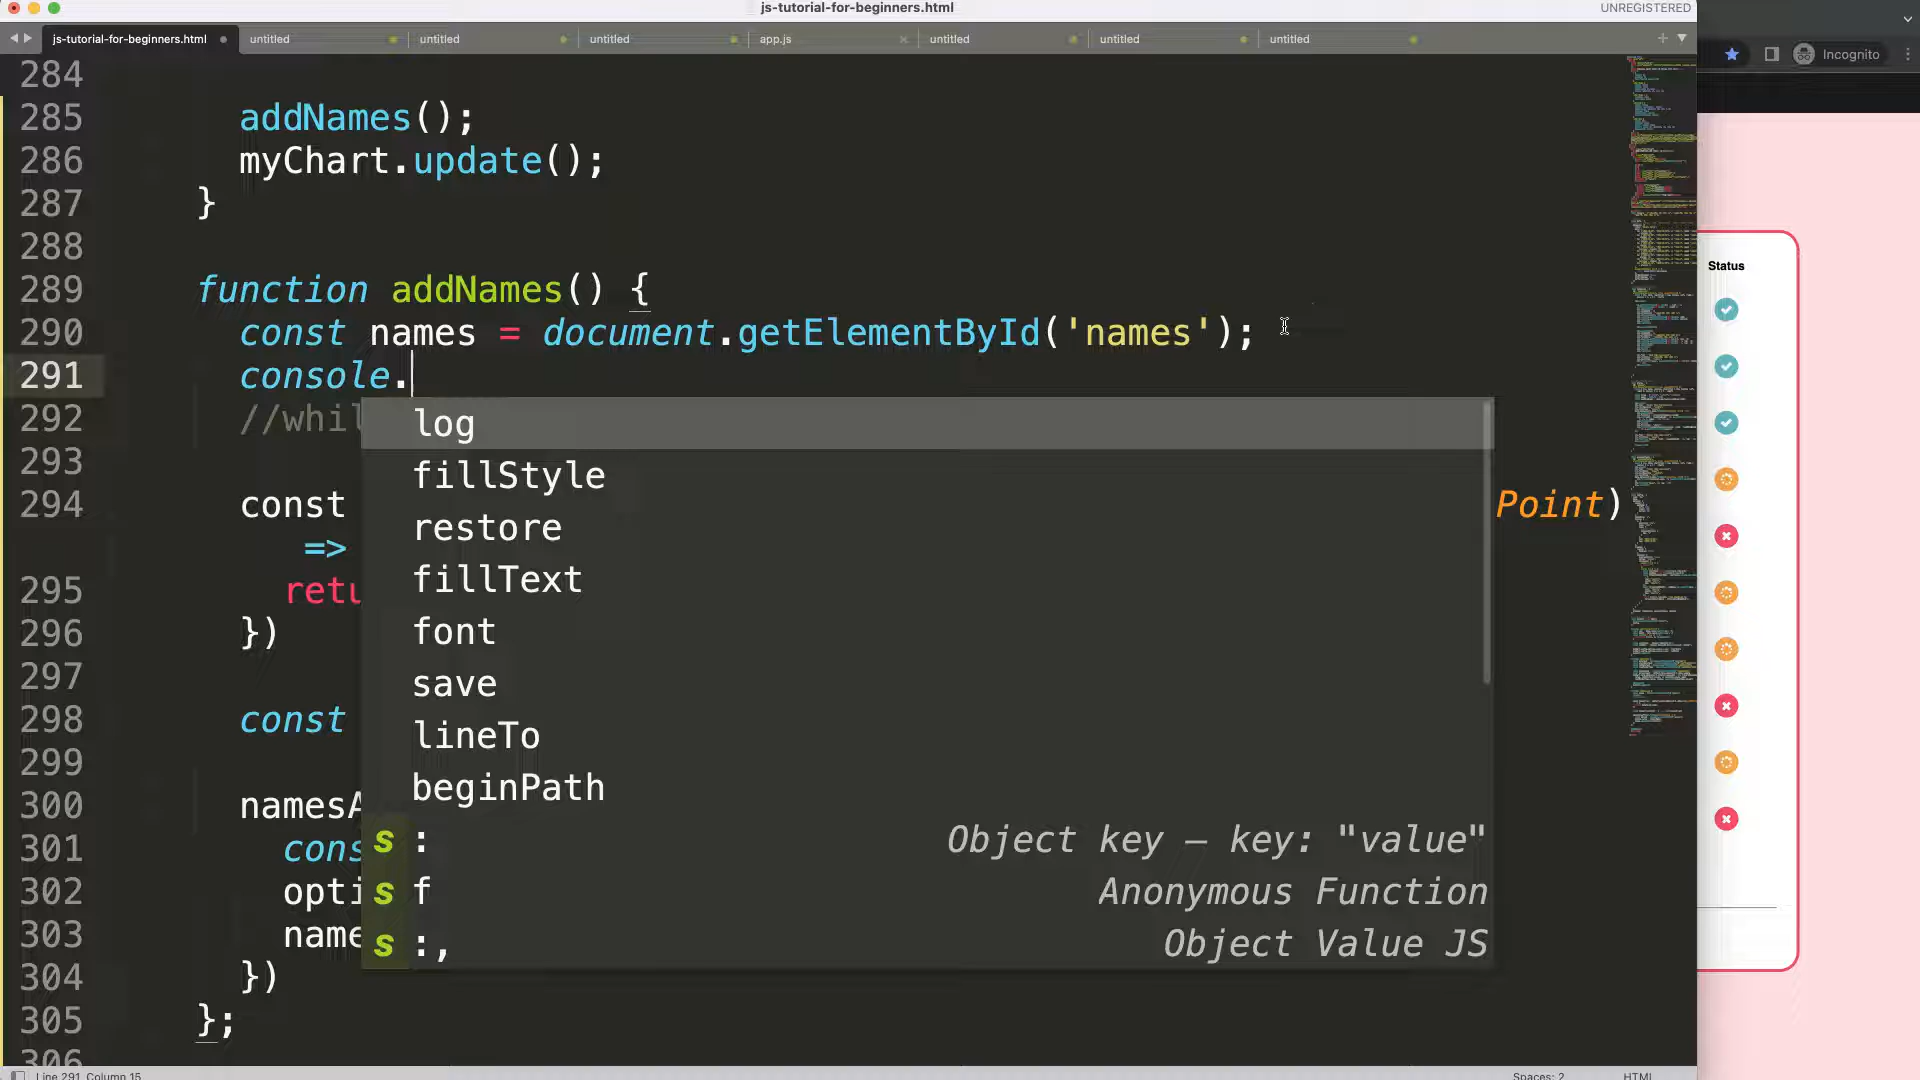 js-tutorial-for-beginners.html
UNREGISTERED
js-tutorial-for-beginners.html
untitled
untitled
untitled
app.js
untitled
untitled
untitled
Incognito
284
285 addNames();
286 myChart.update();
287 }
288
289 function addNames() {
290 const names = document.getElementById('names');
291 console.
292 //whil
293
294 const Point)
=>
295 retu
296 })
297
298 const
299
300 namesA
301 cons
302 opti
303 name
304 })
305 };
306
log
fillStyle
restore
fillText
font
save
lineTo
beginPath
s : Object key – key: "value"
s f Anonymous Function
s :, Object Value JS
Status
Line 291, Column 15
Spaces: 2
HTML